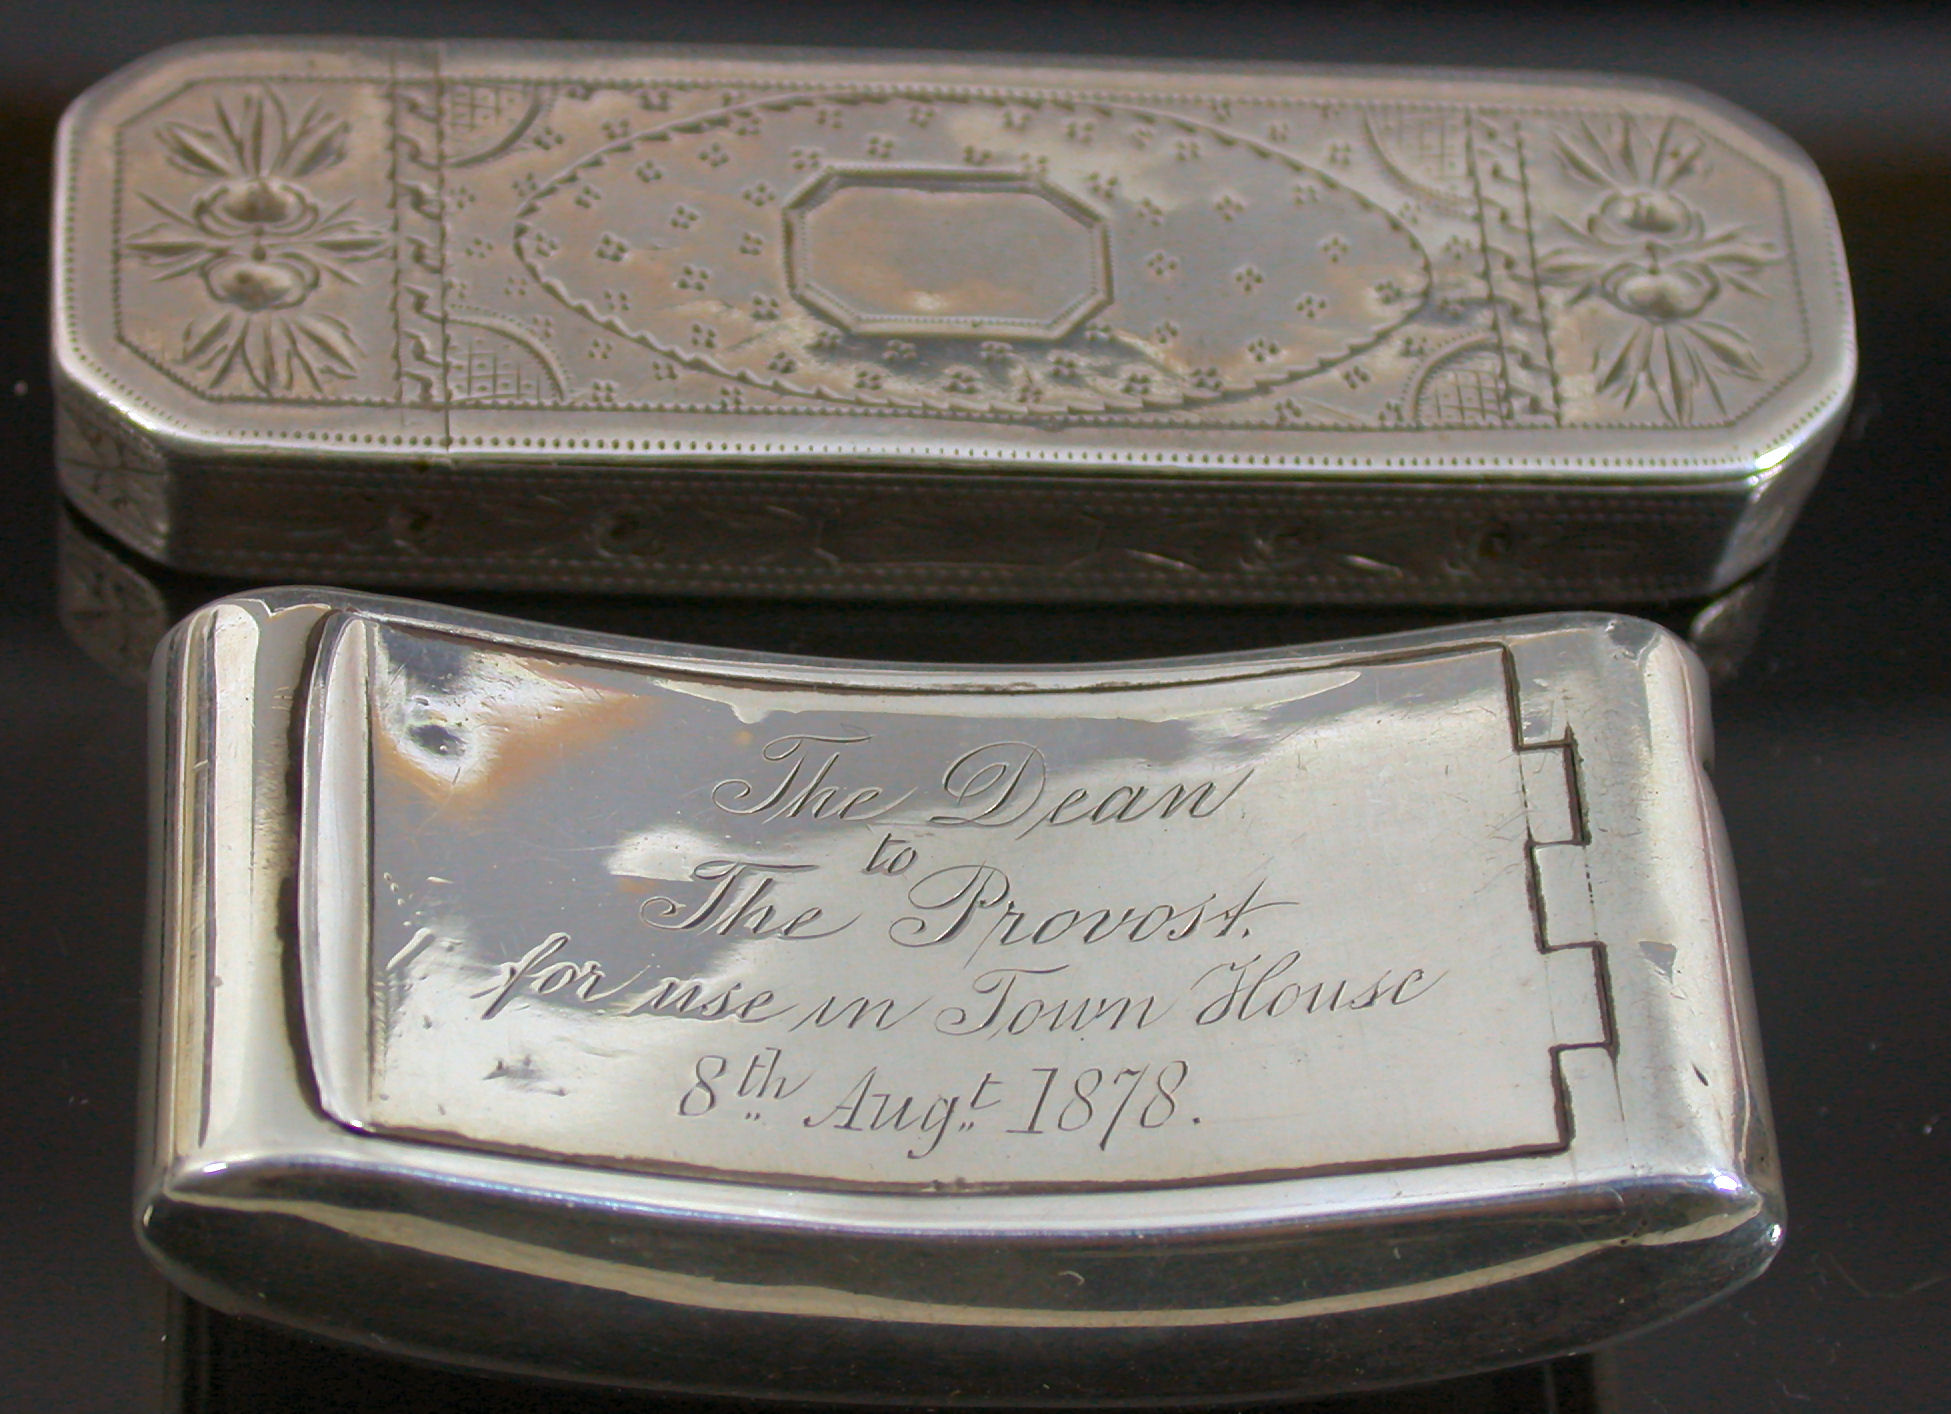 The Dean
to
The Provost.
for use in Town House
8th Augt 1878.